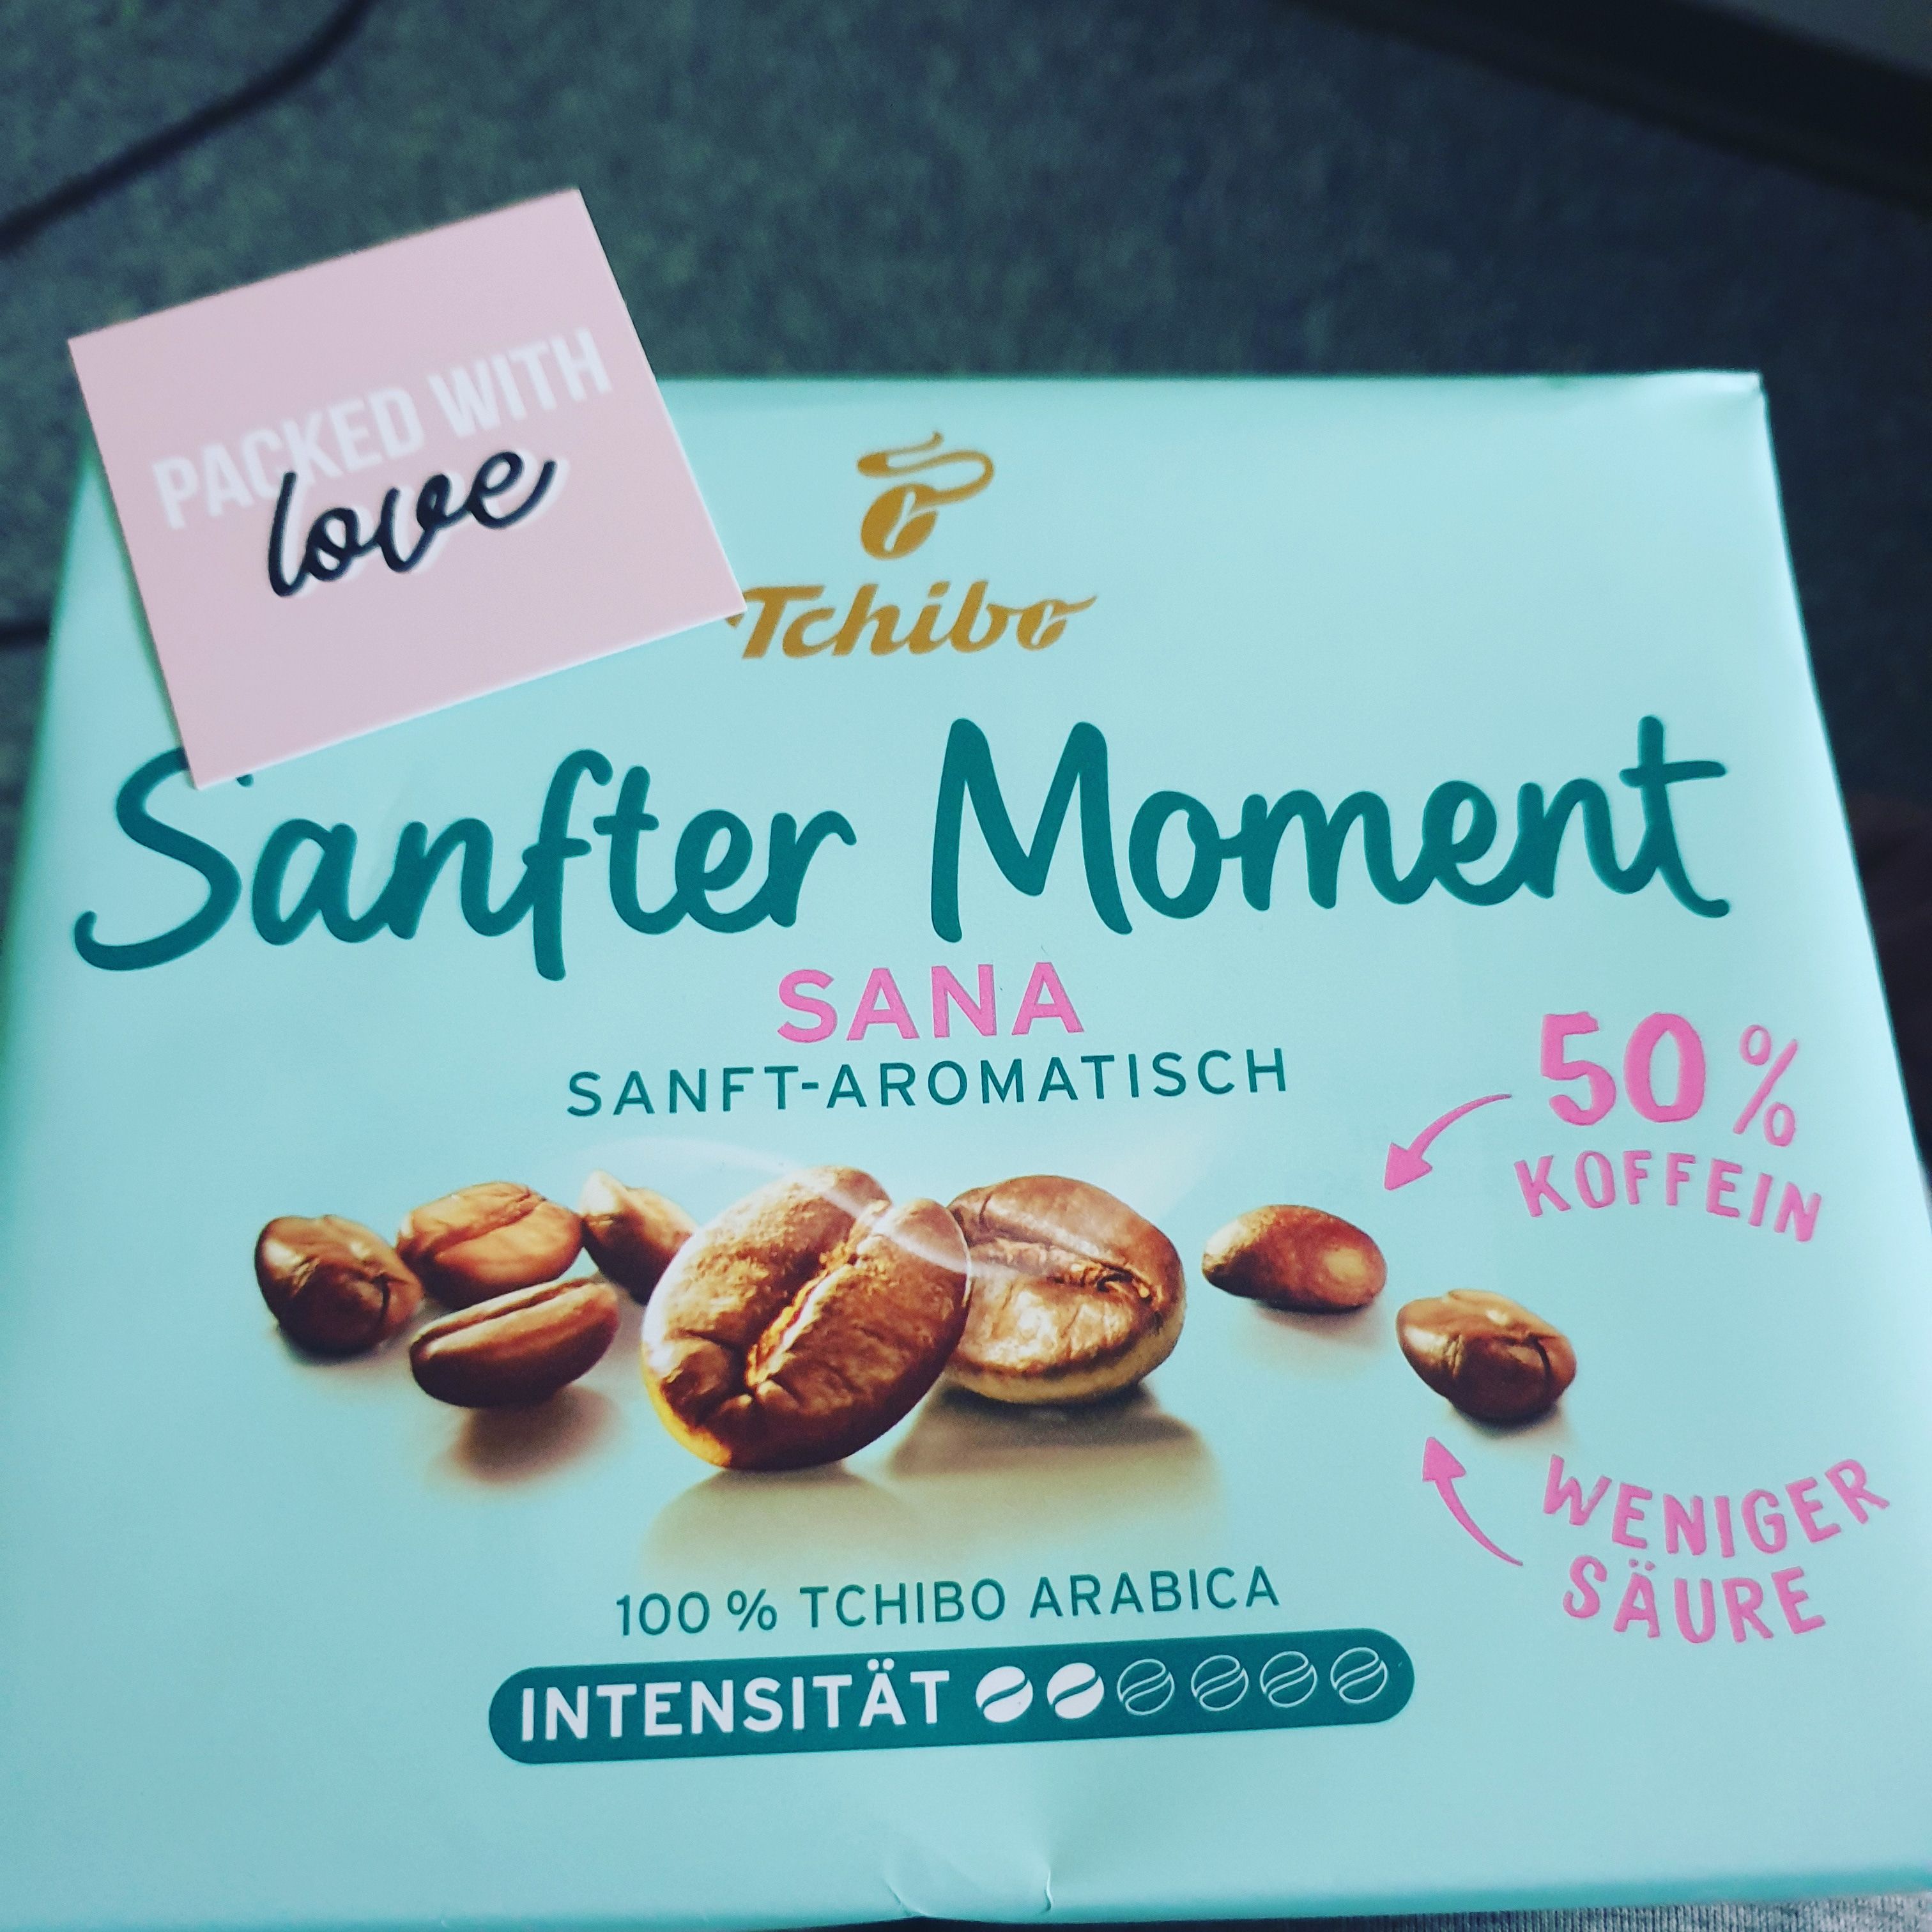 PACKED WITH
love
Tchibo
Sanfter Moment
SANA
SANFT-AROMATISCH
50 %
KOFFEIN
WENIGER
SÄURE
100 % TCHIBO ARABICA
INTENSITÄT